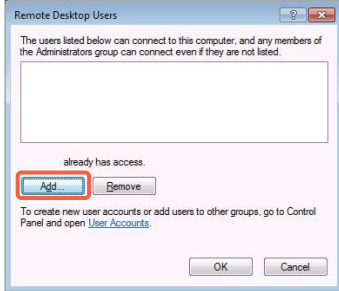 Remote Desktop Users
The users listed below can connect to this computer, and any members of
the Administrators group can connect even if they are not listed.
already has access.
Add... Remove
To create new user accounts or add users to other groups, go to Control
Panel and open User Accounts.
OK Cancel